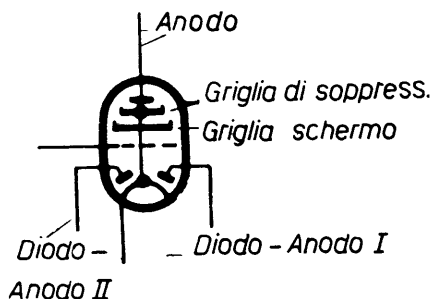 Anodo
Griglia di soppress.
Griglia schermo
Diodo - Anodo I
Diodo -
Anodo II